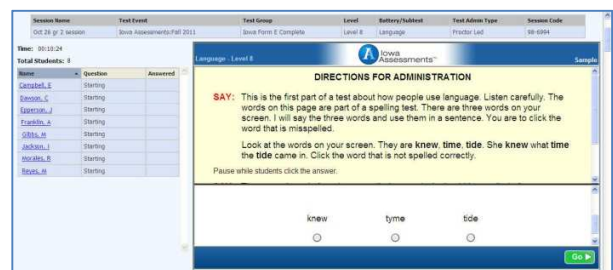 Session Name Test Event Test Group Level Battery/Subtest Test Admin Type Session Code
Oct 26 gr 2 session Iowa Assessments:Fall 2011 Iowa Form E Complete Level 8 Language Proctor Led 98-6994
Time: 00:10:24
Total Students: 8
Name Question Answered
Campbell, E Starting
Dawson, C Starting
Epperson, J Starting
Franklin, A Starting
Gibbs, M Starting
Jackson, I Starting
Morales, R Starting
Reyes, M Starting
Language - Level 8 Iowa Assessments Sample
DIRECTIONS FOR ADMINISTRATION
SAY: This is the first part of a test about how people use language. Listen carefully. The
words on this page are part of a spelling test. There are three words on your
screen. I will say the three words and use them in a sentence. You are to click the
word that is misspelled.
Look at the words on your screen. They are knew, time, tide. She knew what time
the tide came in. Click the word that is not spelled correctly.
Pause while students click the answer.
knew tyme tide
Go